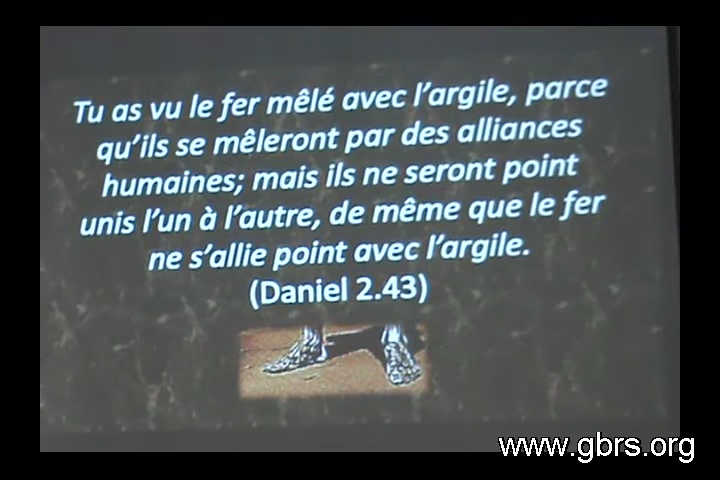 Tu as vu le fer mêlé avec l’argile, parce
qu’ils se mêleront par des alliances
humaines; mais ils ne seront point
unis l’un à l’autre, de même que le fer
ne s’allie point avec l’argile.
(Daniel 2.43)
www.gbrs.org